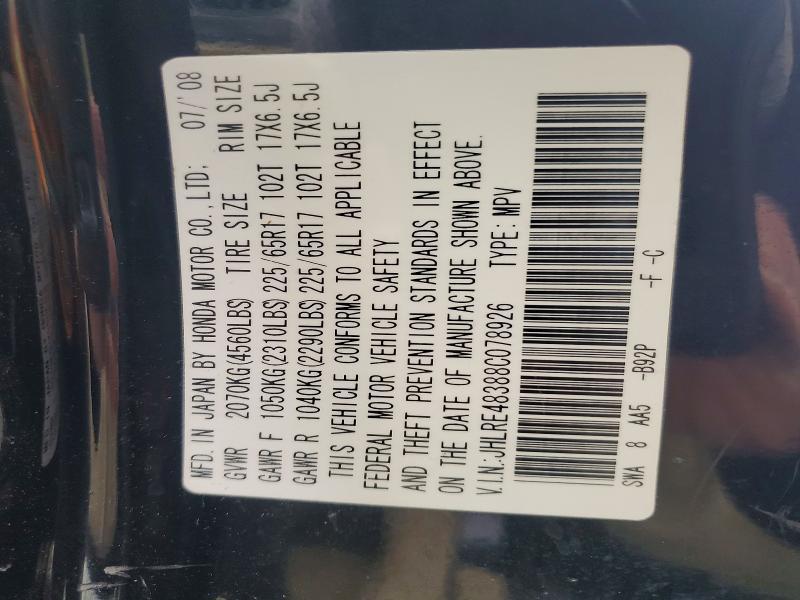 MFD. IN JAPAN BY HONDA MOTOR CO., LTD; 07/'08
GVWR 2070KG(4560LBS) TIRE SIZE RIM SIZE
GAWR F 1050KG(2310LBS)225/65R17 102T 17X6.5J
GAWR R 1040KG(2290LBS)225/65R17 102T 17X6.5J
THIS VEHICLE CONFORMS TO ALL APPLICABLE
FEDERAL MOTOR VEHICLE SAFETY
AND THEFT PREVENTION STANDARDS IN EFFECT
ON THE DATE OF MANUFACTURE SHOWN ABOVE.
V.I.N.:JHLRE48388C078926 TYPE: MPV
SWA 8 AA5 -B92P -F -C